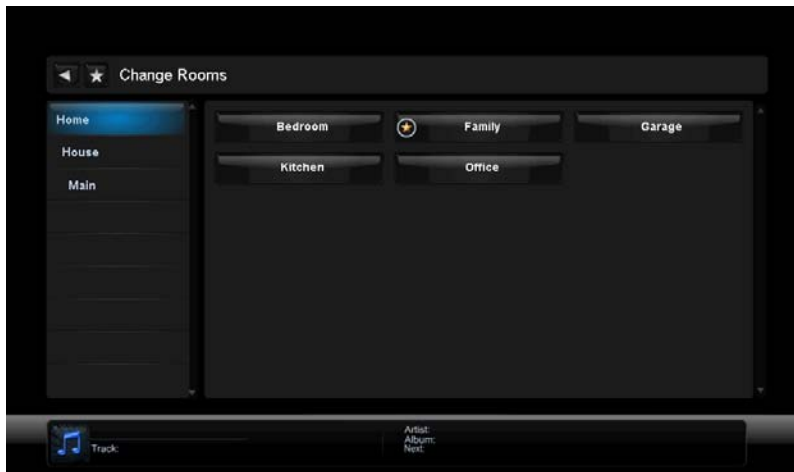 Change Rooms
Home
House
Main
Bedroom
Family
Garage
Kitchen
Office
Track:
Artist:
Album:
Next: